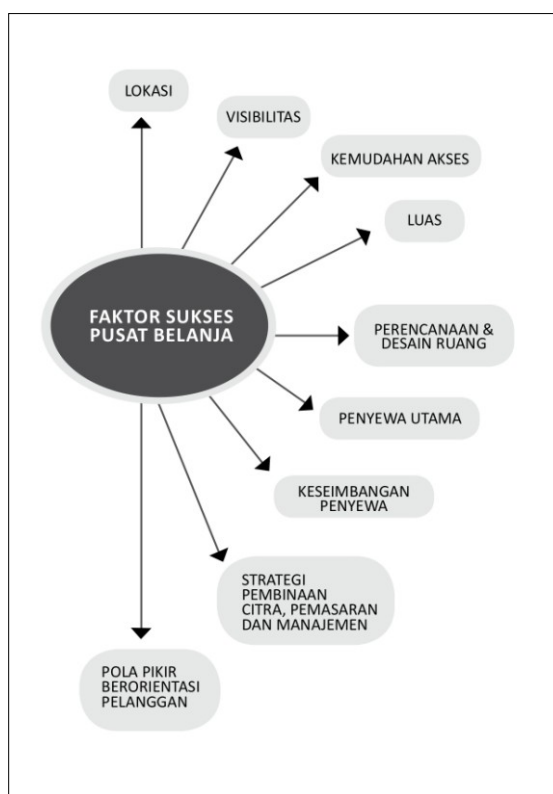 LOKASI
VISIBILITAS
KEMUDAHAN AKSES
LUAS
FAKTOR SUKSES
PUSAT BELANJA
PERENCANAAN &
DESAIN RUANG
PENYEWA UTAMA
KESEIMBANGAN
PENYEWA
STRATEGI
PEMBINAAN
CITRA, PEMASARAN
DAN MANAJEMEN
POLA PIKIR
BERORIENTASI
PELANGGAN